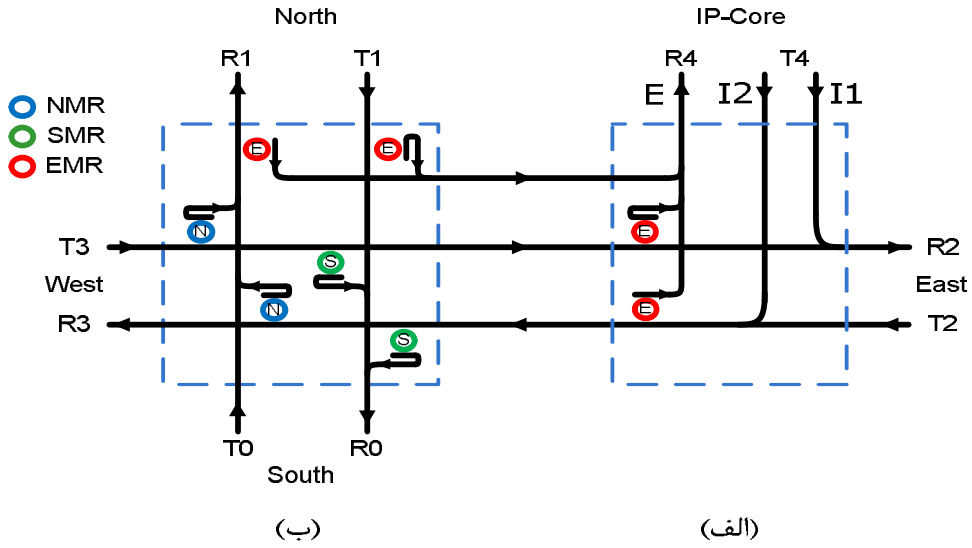 North IP-Core
R1 T1 R4 T4
E I2 I1
NMR
SMR
EMR
E E
N E
T3 R2
S
West East
N E
R3 T2
S
T0 R0
South
(ب) (الف)